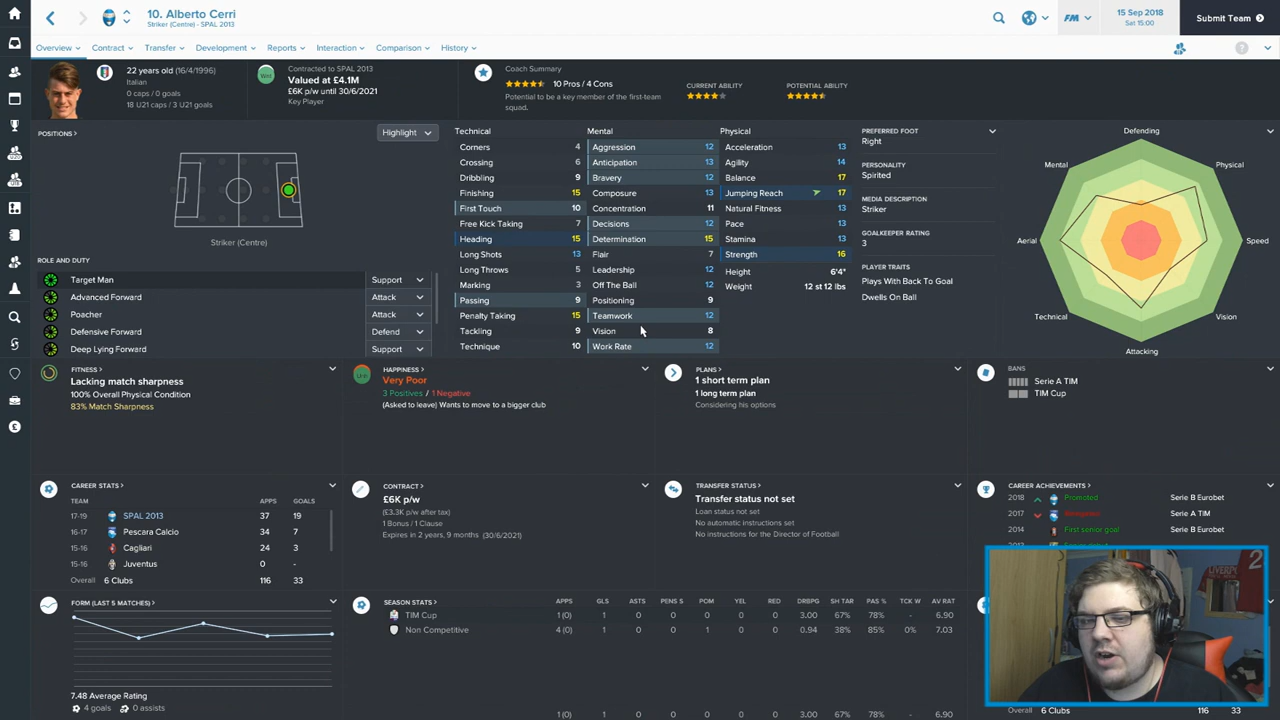 10. Alberto Cerri
Striker (Centre) - SPAL 2013
FM
15 Sep 2018
Sat 15:00
Submit Team
Overview
Contract
Transfer
Development
Reports
Interaction
Comparison
History
22 years old (16/4/1996)
Italian
0 caps / 0 goals
18 U21 caps / 3 U21 goals
Wnt
Contracted to SPAL 2013
Valued at £4.1M
£6K p/w until 30/6/2021
Key Player
Coach Summary
10 Pros / 4 Cons
Potential to be a key member of the first-team
squad.
CURRENT ABILITY
POTENTIAL ABILITY
POSITIONS >
Highlight
Striker (Centre)
ROLE AND DUTY
Target Man Support
Advanced Forward Attack
Poacher Attack
Defensive Forward Defend
Deep Lying Forward Support
Technical
Corners 4
Crossing 6
Dribbling 9
Finishing 15
First Touch 10
Free Kick Taking 7
Heading 15
Long Shots 13
Long Throws 5
Marking 3
Passing 9
Penalty Taking 15
Tackling 9
Technique 10
Mental
Aggression 12
Anticipation 13
Bravery 12
Composure 13
Concentration 11
Decisions 12
Determination 15
Flair 7
Leadership 12
Off The Ball 12
Positioning 9
Teamwork 12
Vision 8
Work Rate 12
Physical
Acceleration 13
Agility 14
Balance 17
Jumping Reach 17
Natural Fitness 13
Pace 13
Stamina 13
Strength 16
Height 6'4"
Weight 12 st 12 lbs
PREFERRED FOOT
Right
PERSONALITY
Spirited
MEDIA DESCRIPTION
Striker
GOALKEEPER RATING
3
PLAYER TRAITS
Plays With Back To Goal
Dwells On Ball
Defending
Mental
Physical
Aerial
Speed
Technical
Vision
Attacking
FITNESS >
Lacking match sharpness
100% Overall Physical Condition
83% Match Sharpness
HAPPINESS >
Very Poor
3 Positives / 1 Negative
(Asked to leave) Wants to move to a bigger club
PLANS >
1 short term plan
1 long term plan
Considering his options
BANS
Serie A TIM
TIM Cup
CAREER STATS >
TEAM APPS GOALS
17-19 SPAL 2013 37 19
16-17 Pescara Calcio 34 7
15-16 Cagliari 24 3
15-16 Juventus 0 -
Overall 6 Clubs 116 33
CONTRACT >
£6K p/w
(£3.3K p/w after tax)
1 Bonus / 1 Clause
Expires in 2 years, 9 months (30/6/2021)
TRANSFER STATUS >
Transfer status not set
Loan status not set
No automatic instructions set
No instructions for the Director of Football
CAREER ACHIEVEMENTS >
2018 Promoted Serie B Eurobet
2017 Relegated Serie A TIM
2014 First senior goal Serie B Eurobet
FORM (LAST 5 MATCHES) >
7.48 Average Rating
4 goals 0 assists
SEASON STATS >
APPS GLS ASTS PENS S POM YEL RED DRBPG SH TAR PAS % TCK W AV RAT
TIM Cup 1 (0) 1 0 0 0 0 0 3.00 67% 78% - 6.90
Non Competitive 4 (0) 1 0 0 1 0 0 0.94 38% 85% 0% 7.03
1 (0) 1 0 0 0 0 0 3.00 67% 78% - 6.90
Overall 6 Clubs 116 33